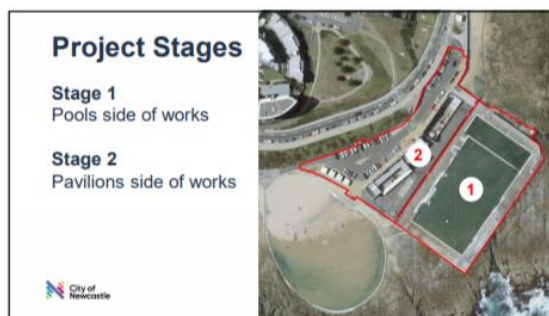 Project Stages
Stage 1
Pools side of works
Stage 2
Pavilions side of works
2
1
City of
Newcastle